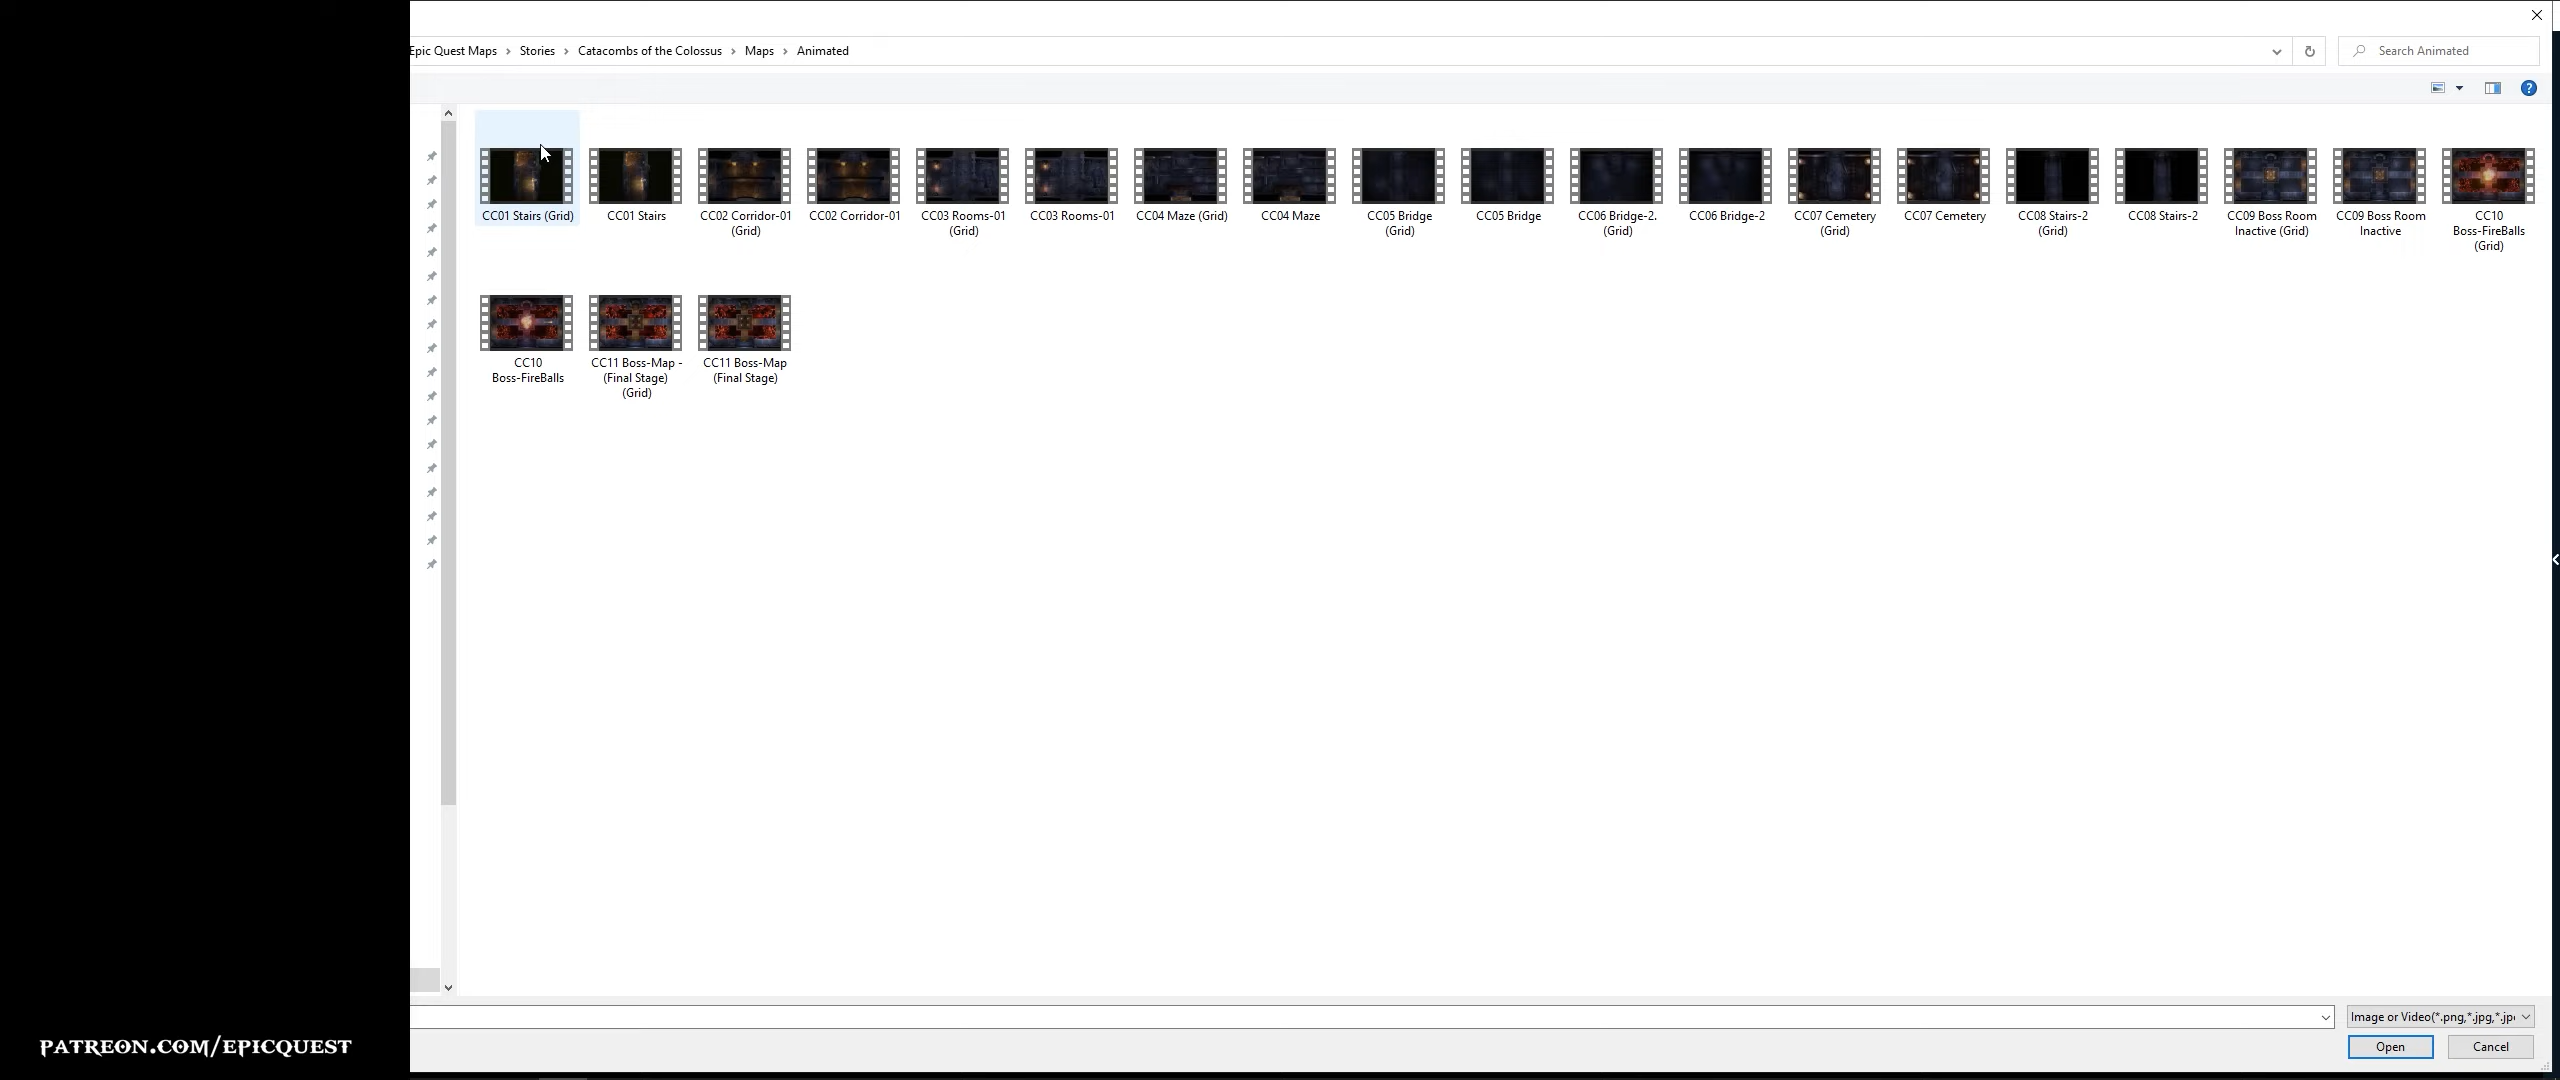 Epic Quest Maps > Stories > Catacombs of the Colossus > Maps > Animated
Search Animated
CC01 Stairs (Grid)
CC01 Stairs
CC02 Corridor-01
(Grid)
CC02 Corridor-01
CC03 Rooms-01
(Grid)
CC03 Rooms-01
CC04 Maze (Grid)
CC04 Maze
CC05 Bridge
(Grid)
CC05 Bridge
CC06 Bridge-2.
(Grid)
CC06 Bridge-2
CC07 Cemetery
(Grid)
CC07 Cemetery
CC08 Stairs-2
(Grid)
CC08 Stairs-2
CC09 Boss Room
Inactive (Grid)
CC09 Boss Room
Inactive
CC10
Boss-FireBalls
(Grid)
CC10
Boss-FireBalls
CC11 Boss-Map -
(Final Stage)
(Grid)
CC11 Boss-Map
(Final Stage)
Image or Video(*.png,*.jpg,*.jp
Open
Cancel
PATREON.COM/EPICQUEST